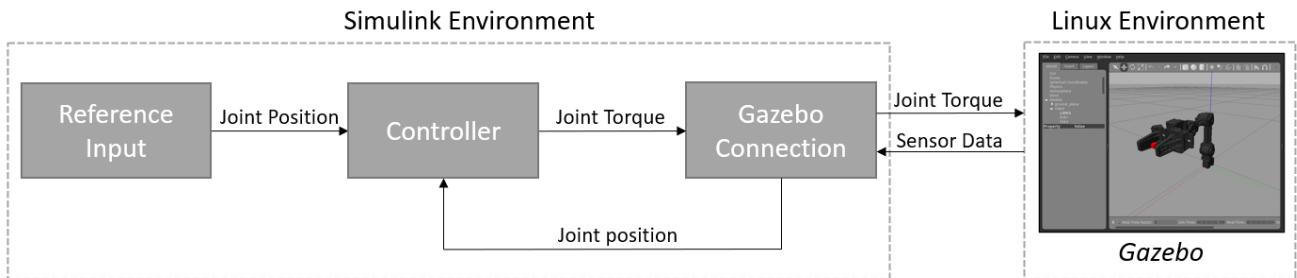 Simulink Environment
Linux Environment
Reference
Input
Joint Position
Controller
Joint Torque
Gazebo
Connection
Joint Torque
Sensor Data
Joint position
Gazebo